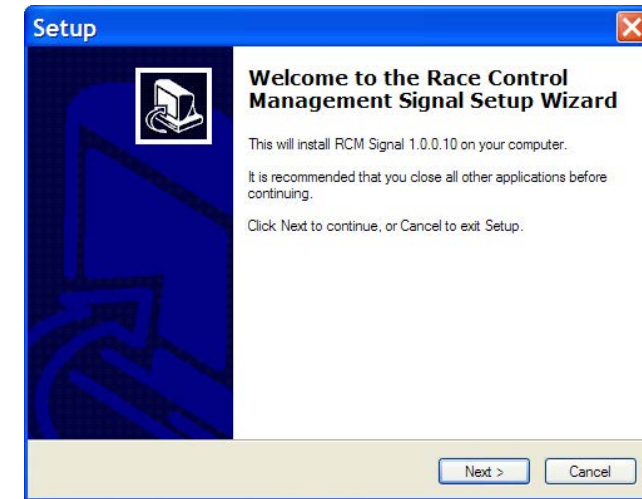 Setup
Welcome to the Race Control
Management Signal Setup Wizard
This will install RCM Signal 1.0.0.10 on your computer.
It is recommended that you close all other applications before
continuing.
Click Next to continue, or Cancel to exit Setup.
Next >
Cancel